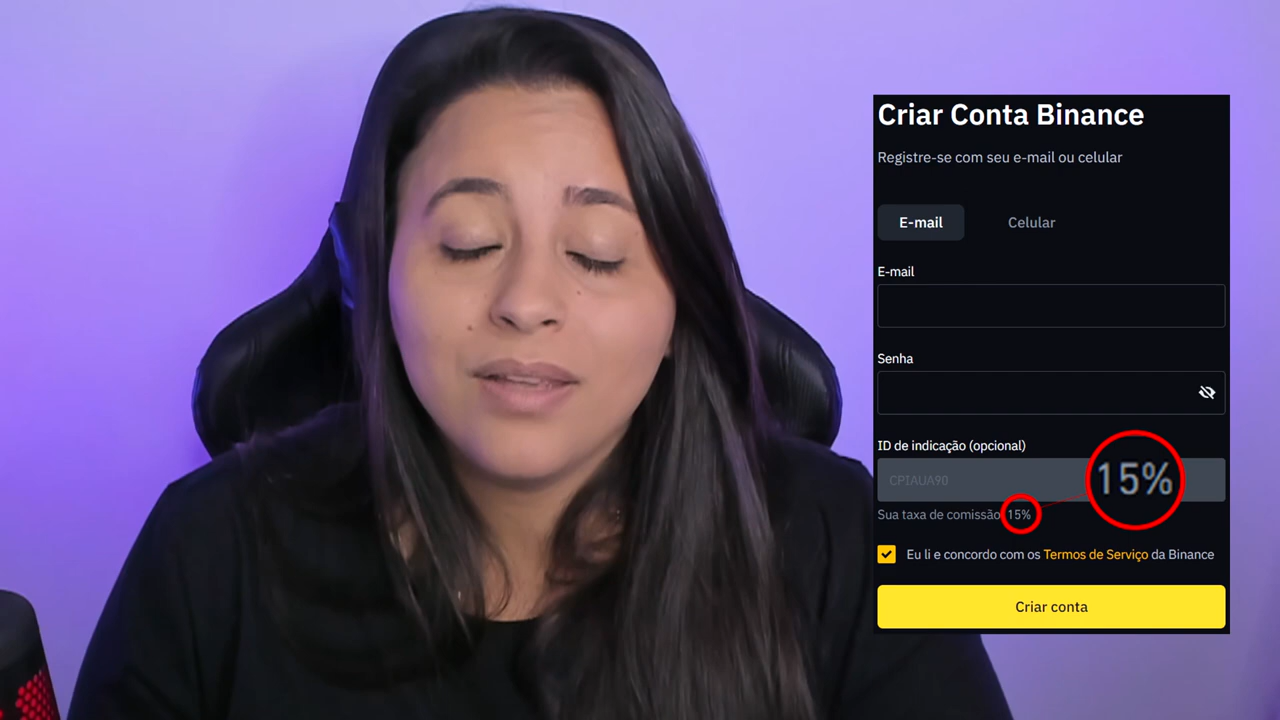 Criar Conta Binance
Registre-se com seu e-mail ou celular
E-mail Celular
E-mail
Senha
ID de indicação (opcional)
CPIAUA90
15%
Sua taxa de comissão 15%
Eu li e concordo com os Termos de Serviço da Binance
Criar conta